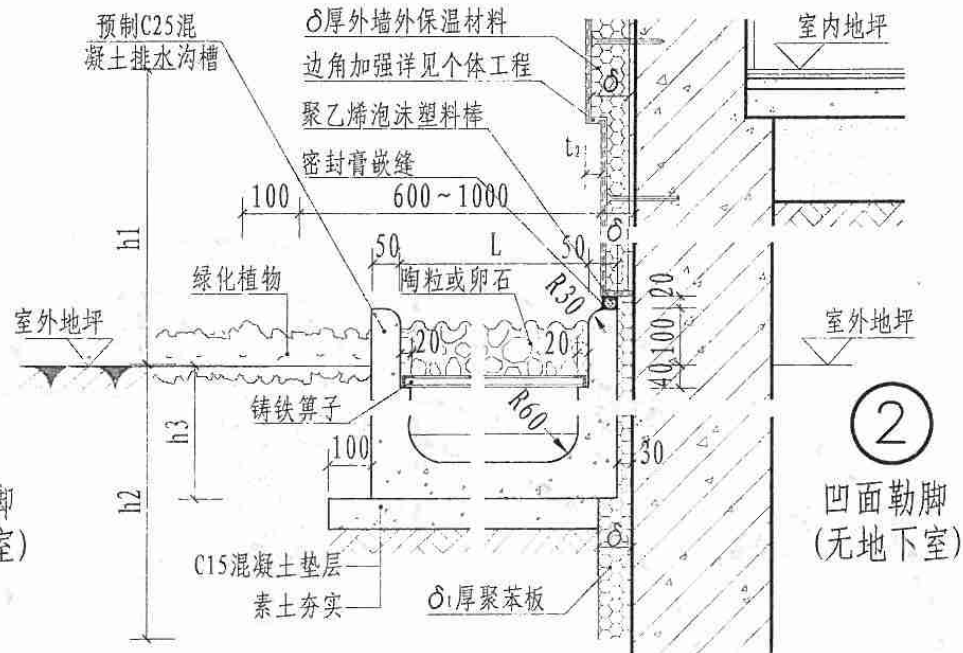 预制C25混
凝土排水沟槽
δ厚外墙外保温材料
边角加强详见个体工程
聚乙烯泡沫塑料棒
密封膏嵌缝
室内地坪
δ
t₂
100
600~1000
δ
h1
50
L
50
绿化植物
陶粒或卵石
R30
20
室外地坪
20
20
100
40
室外地坪
铸铁箅子
R60
h3
100
30
h2
2
凹面勒脚
(无地下室)
脚
室)
C15混凝土垫层
素土夯实
δ
δ₁厚聚苯板